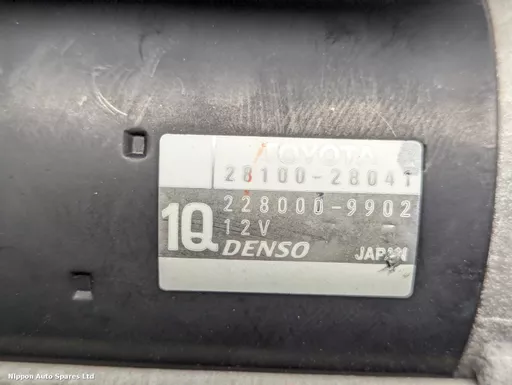 TOYOTA
28100-28041
228000-9902
12V -
1Q DENSO JAPAN
Nippon Auto Spares Ltd